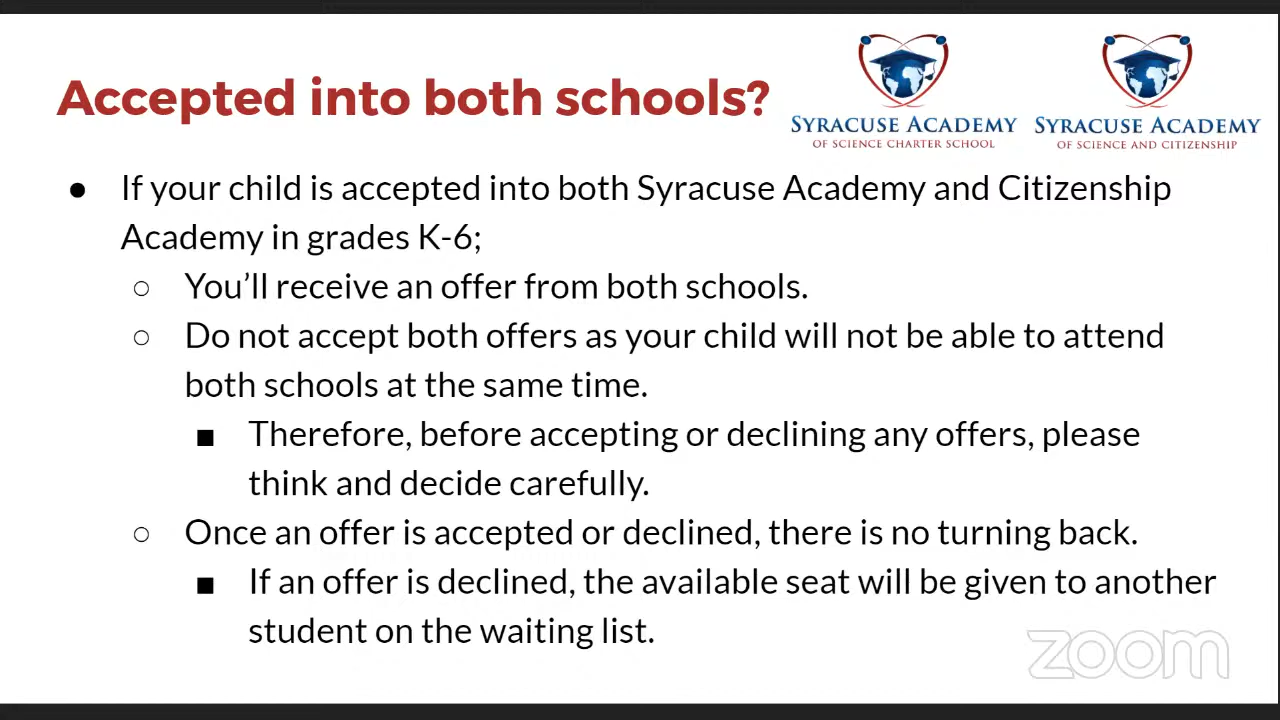 Accepted into both schools?
SYRACUSE ACADEMY
OF SCIENCE CHARTER SCHOOL
SYRACUSE ACADEMY
OF SCIENCE AND CITIZENSHIP
● If your child is accepted into both Syracuse Academy and Citizenship
Academy in grades K-6;
○ You’ll receive an offer from both schools.
○ Do not accept both offers as your child will not be able to attend
both schools at the same time.
■ Therefore, before accepting or declining any offers, please
think and decide carefully.
○ Once an offer is accepted or declined, there is no turning back.
■ If an offer is declined, the available seat will be given to another
student on the waiting list.
zoom